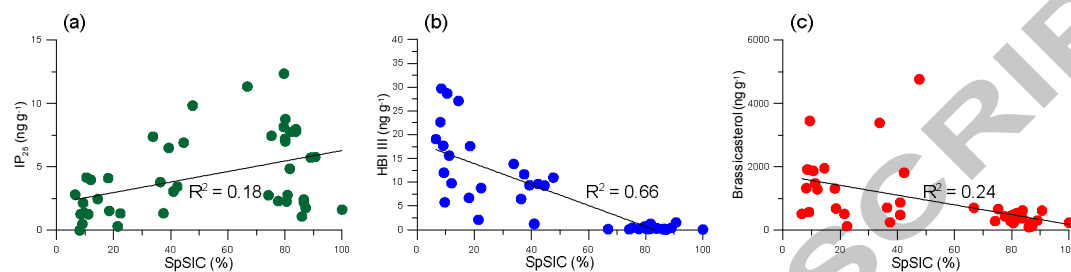 (a)
15
10
5
0
IP25 (ng g-1)
R2 = 0.18
0 20 40 60 80 100
SpSIC (%)
(b)
40
35
30
25
20
15
10
5
0
HBI III (ng g-1)
R2 = 0.66
0 20 40 60 80 100
SpSIC (%)
(c)
6000
4000
2000
0
Brassicasterol (ng g-1)
R2 = 0.24
0 20 40 60 80 100
SpSIC (%)
SCRIP